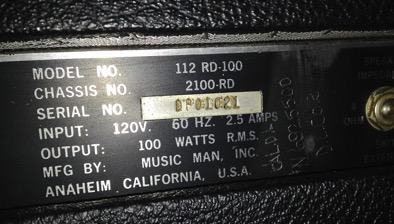 MODEL NO. 112 RD-100
CHASSIS NO. 2100-RD
SERIAL NO.
INPUT: 120V. 60 HZ. 2.5 AMPS
OUTPUT: 100 WATTS R.M.S.
MFG BY: MUSIC MAN, INC.
ANAHEIM, CALIFORNIA, U.S.A.